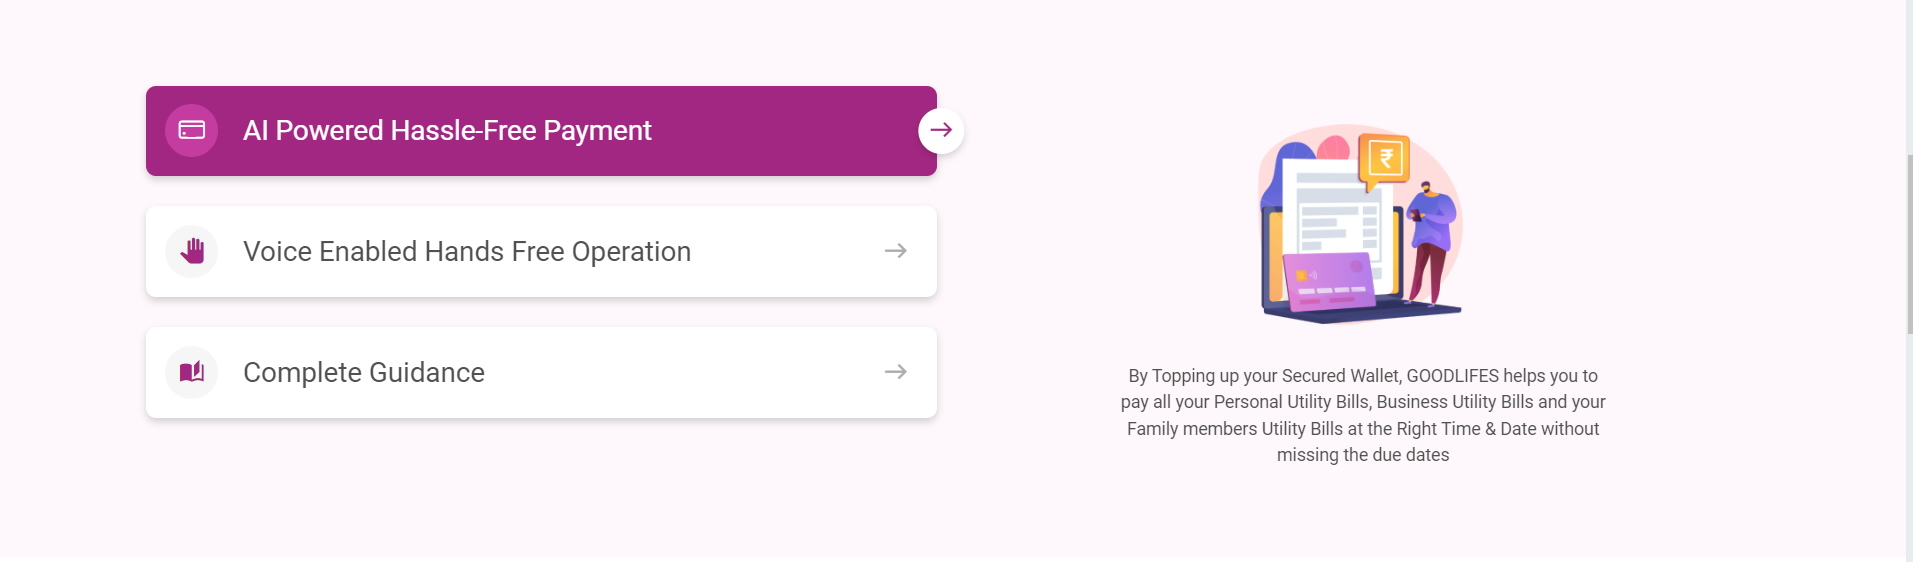 AI Powered Hassle-Free Payment
Voice Enabled Hands Free Operation
Complete Guidance
₹
By Topping up your Secured Wallet, GOODLIFES helps you to
pay all your Personal Utility Bills, Business Utility Bills and your
Family members Utility Bills at the Right Time & Date without
missing the due dates